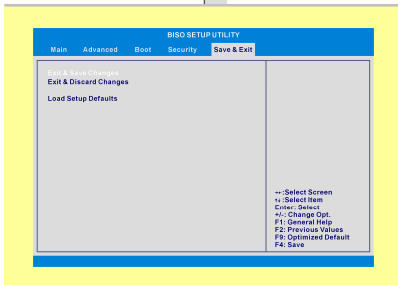 BISO SETUP UTILITY
Main Advanced Boot Security Save & Exit
Exit & Save Changes
Exit & Discard Changes
Load Setup Defaults
↔:Select Screen
↑↓:Select Item
Enter: Select
+/-: Change Opt.
F1: General Help
F2: Previous Values
F9: Optimized Default
F4: Save